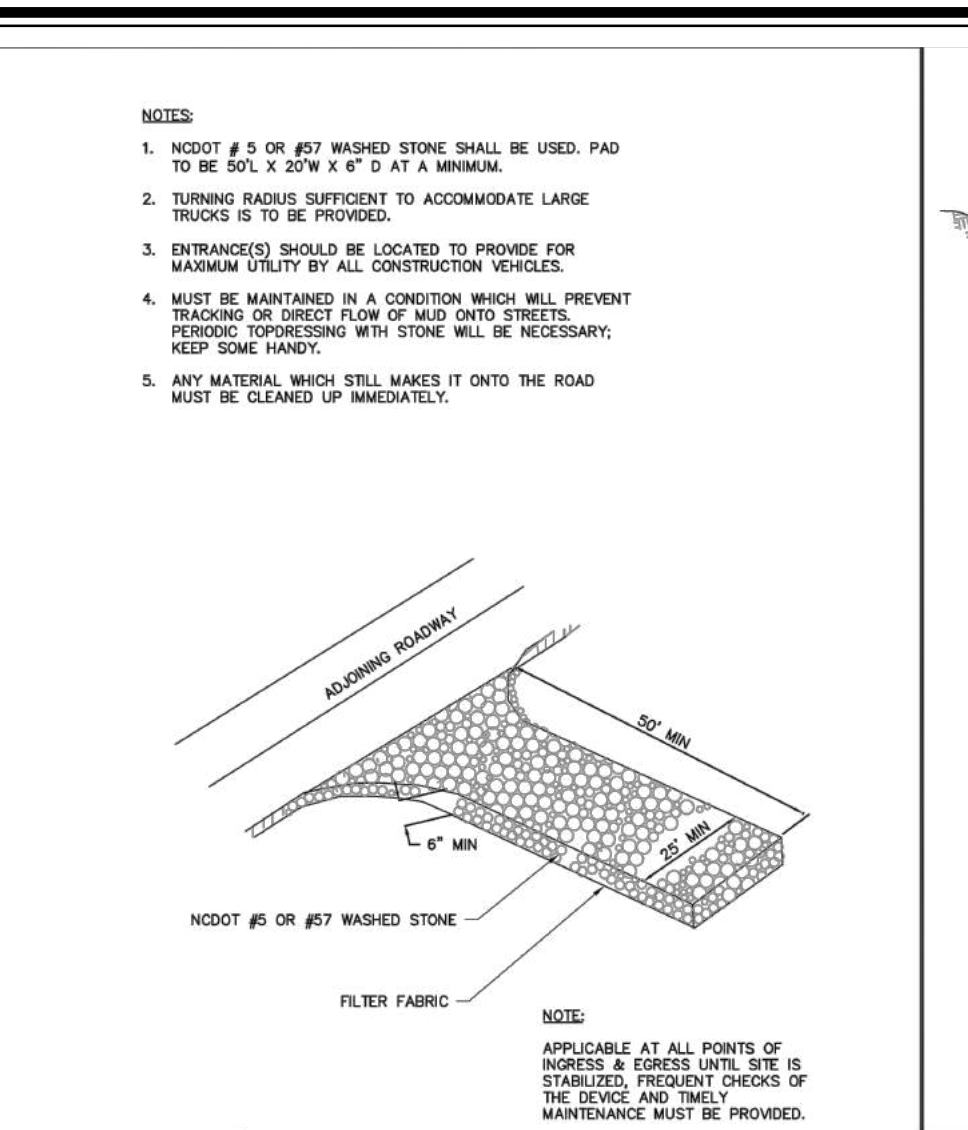 NOTES:
1. NCDOT # 5 OR #57 WASHED STONE SHALL BE USED. PAD
TO BE 50'L X 20'W X 6" D AT A MINIMUM.
2. TURNING RADIUS SUFFICIENT TO ACCOMMODATE LARGE
TRUCKS IS TO BE PROVIDED.
3. ENTRANCE(S) SHOULD BE LOCATED TO PROVIDE FOR
MAXIMUM UTILITY BY ALL CONSTRUCTION VEHICLES.
4. MUST BE MAINTAINED IN A CONDITION WHICH WILL PREVENT
TRACKING OR DIRECT FLOW OF MUD ONTO STREETS.
PERIODIC TOPDRESSING WITH STONE WILL BE NECESSARY;
KEEP SOME HANDY.
5. ANY MATERIAL WHICH STILL MAKES IT ONTO THE ROAD
MUST BE CLEANED UP IMMEDIATELY.
ADJOINING ROADWAY
50' MIN
25' MIN
6" MIN
NCDOT #5 OR #57 WASHED STONE
FILTER FABRIC
NOTE:
APPLICABLE AT ALL POINTS OF
INGRESS & EGRESS UNTIL SITE IS
STABILIZED, FREQUENT CHECKS OF
THE DEVICE AND TIMELY
MAINTENANCE MUST BE PROVIDED.